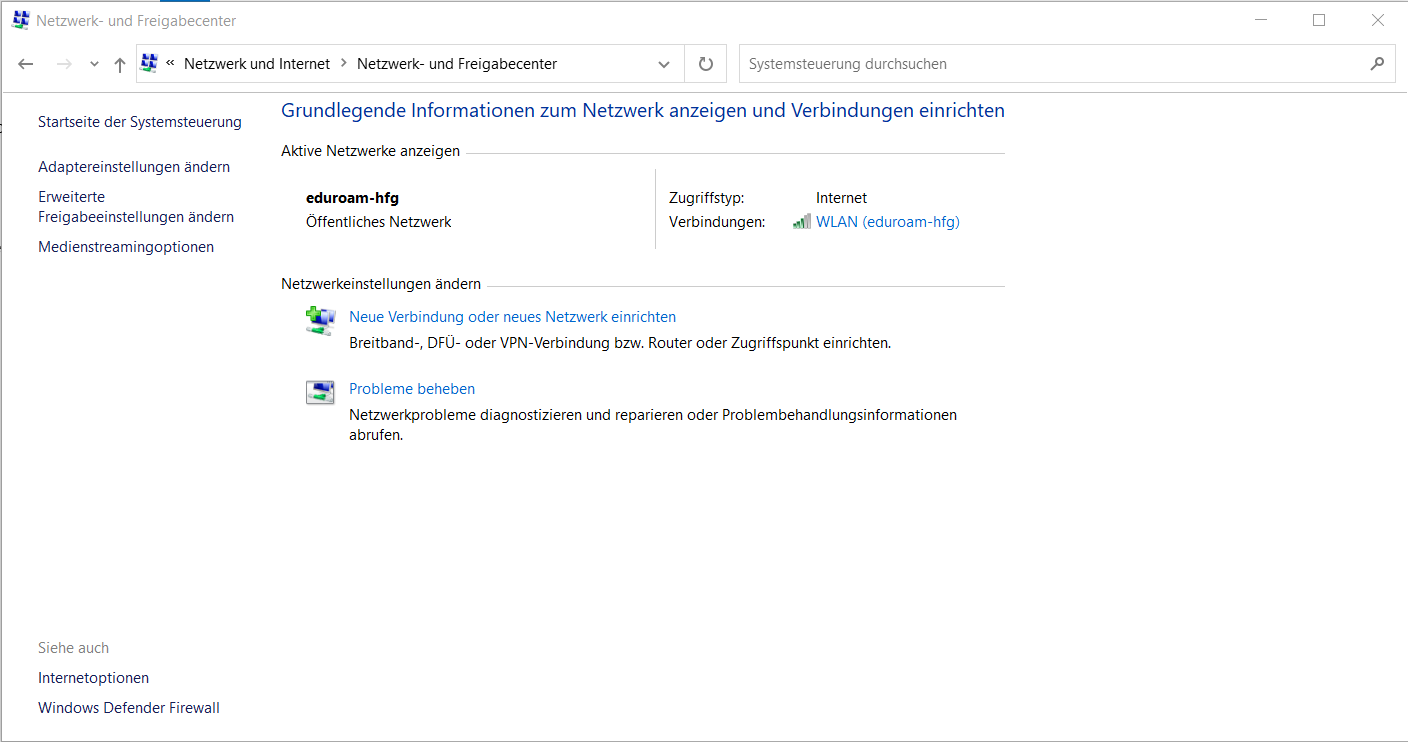 Netzwerk- und Freigabecenter
« Netzwerk und Internet > Netzwerk- und Freigabecenter
Systemsteuerung durchsuchen
Startseite der Systemsteuerung
Adaptereinstellungen ändern
Erweiterte
Freigabeeinstellungen ändern
Medienstreamingoptionen
Grundlegende Informationen zum Netzwerk anzeigen und Verbindungen einrichten
Aktive Netzwerke anzeigen
eduroam-hfg
Öffentliches Netzwerk
Zugriffstyp: Internet
Verbindungen: WLAN (eduroam-hfg)
Netzwerkeinstellungen ändern
Neue Verbindung oder neues Netzwerk einrichten
Breitband-, DFÜ- oder VPN-Verbindung bzw. Router oder Zugriffspunkt einrichten.
Probleme beheben
Netzwerkprobleme diagnostizieren und reparieren oder Problembehandlungsinformationen
abrufen.
Siehe auch
Internetoptionen
Windows Defender Firewall